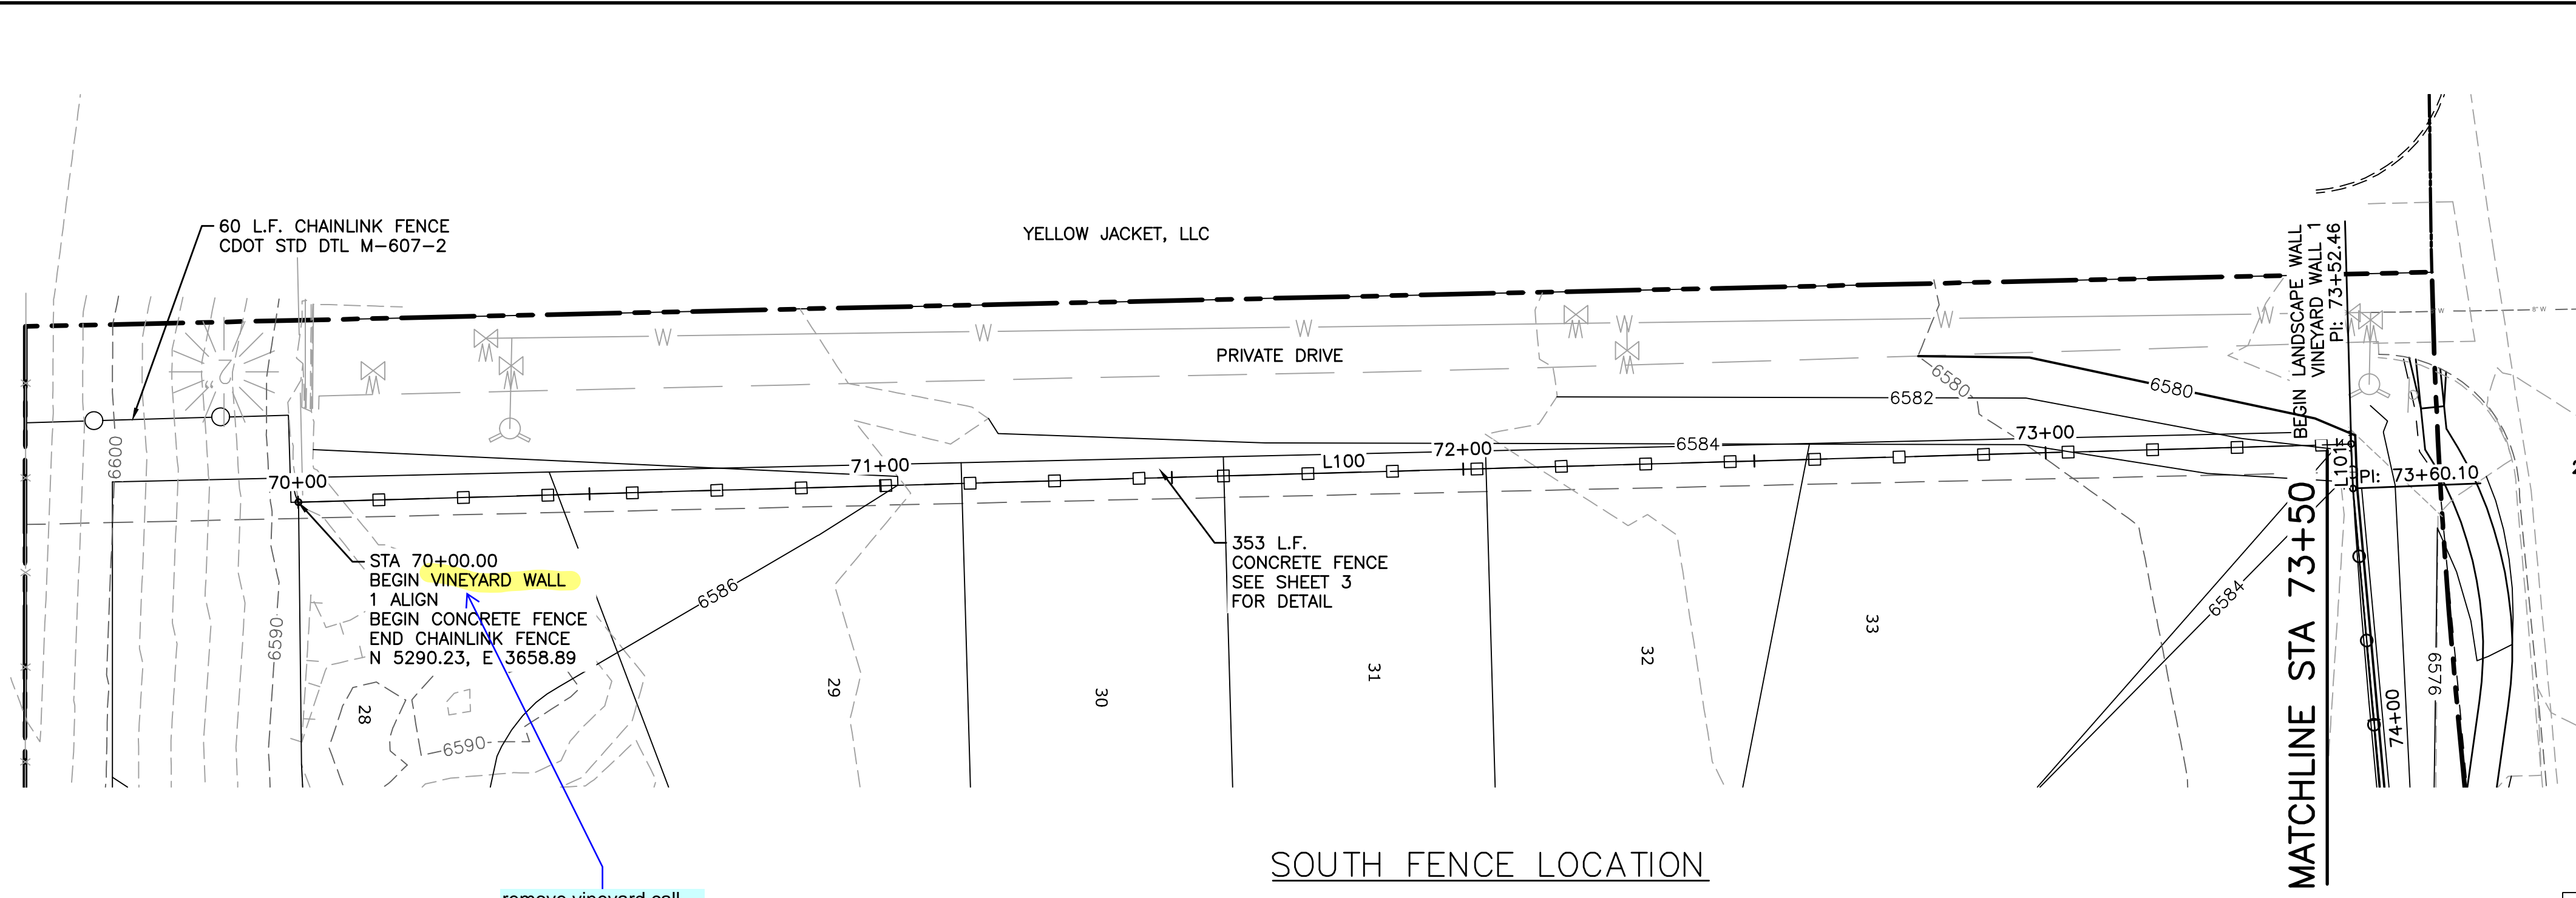 60 L.F. CHAINLINK FENCE
CDOT STD DTL M-607-2
YELLOW JACKET, LLC
BEGIN LANDSCAPE WALL
VINEYARD WALL 1
PI: 73+52.46
W
W
W
W
W
W
W
8" W
PRIVATE DRIVE
6580
6580
6582
6600
70+00
71+00
L100
72+00
6584
73+00
L101
PI: 73+60.10
STA 70+00.00
BEGIN VINEYARD WALL
1 ALIGN
BEGIN CONCRETE FENCE
END CHAINLINK FENCE
N 5290.23, E 3658.89
353 L.F.
CONCRETE FENCE
SEE SHEET 3
FOR DETAIL
6590
6586
6584
6576
28
29
30
31
32
33
6590
74+00
MATCHLINE STA 73+50
SOUTH FENCE LOCATION
remove vineyard call